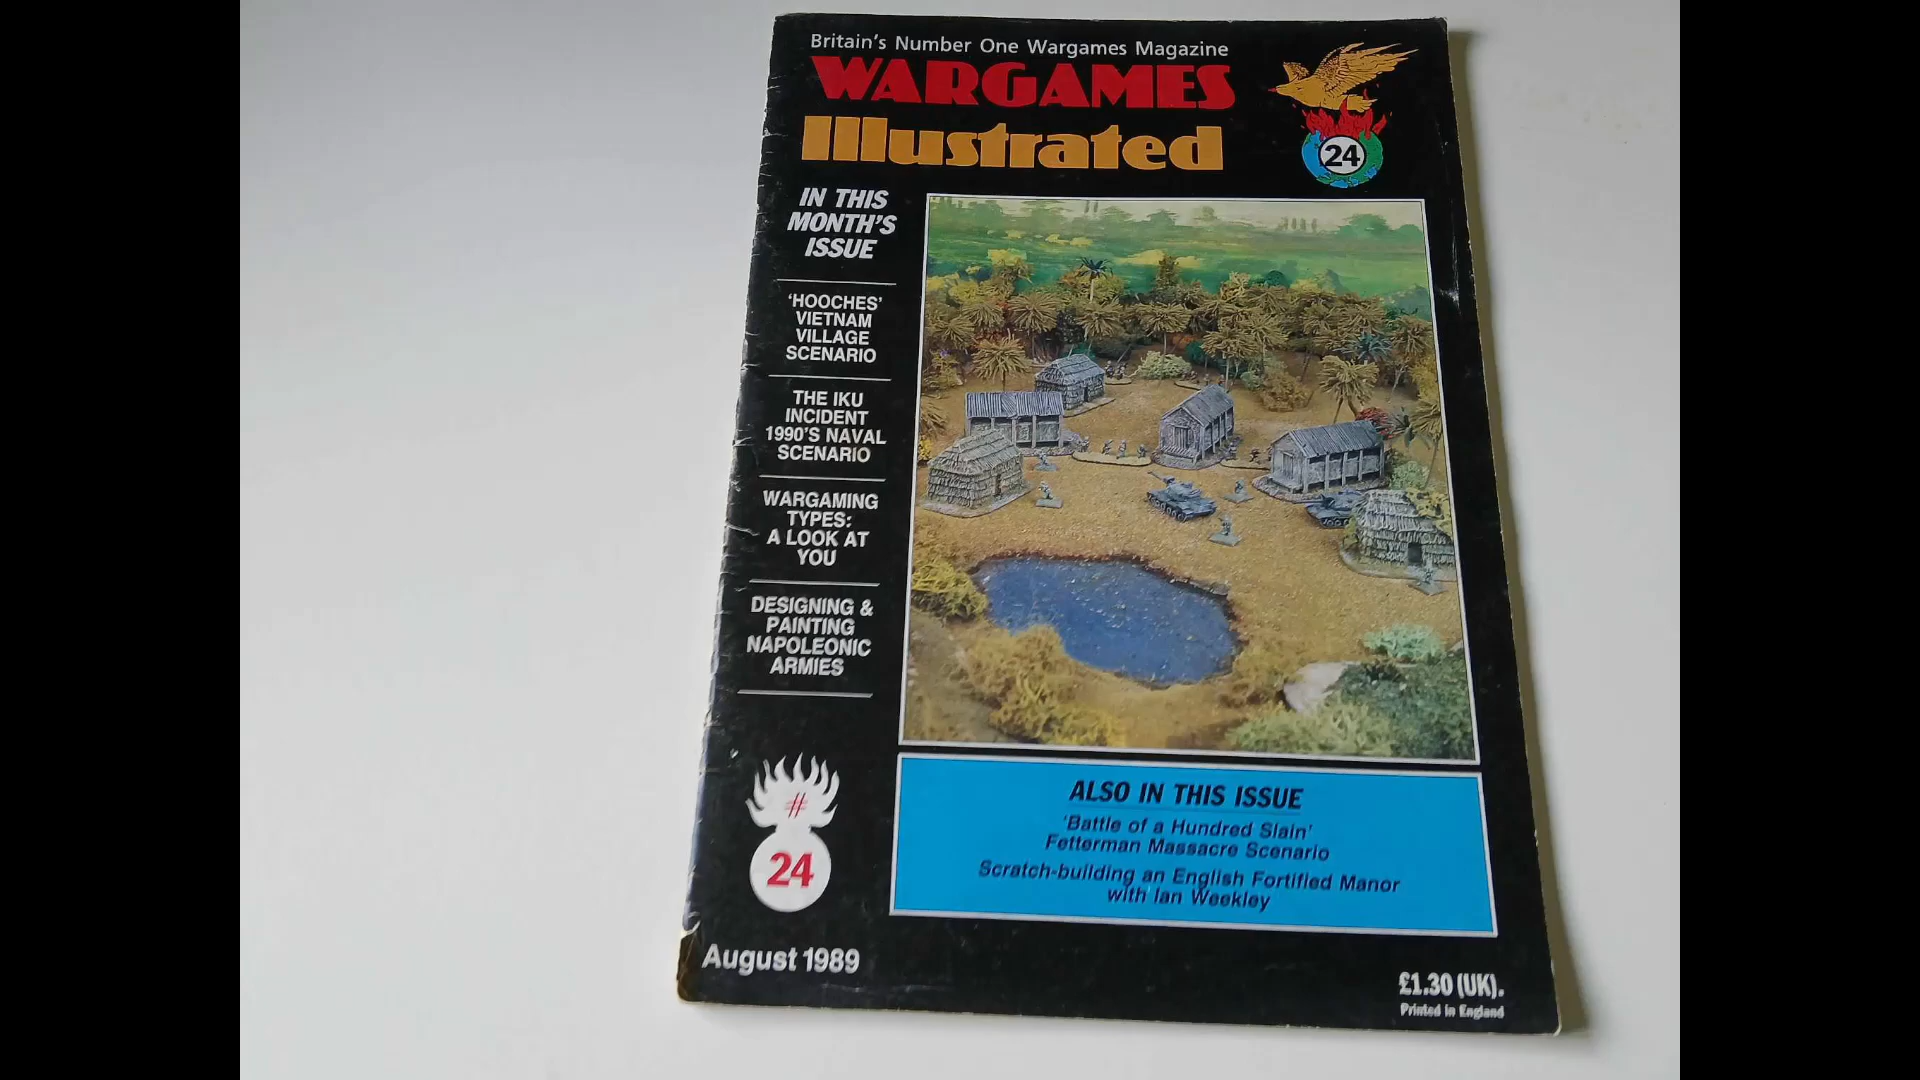 Britain's Number One Wargames Magazine
WARGAMES
Illustrated
24
IN THIS
MONTH'S
ISSUE
'HOOCHES'
VIETNAM
VILLAGE
SCENARIO
THE IKU
INCIDENT
1990'S NAVAL
SCENARIO
WARGAMING
TYPES:
A LOOK AT
YOU
DESIGNING &
PAINTING
NAPOLEONIC
ARMIES
#
24
August 1989
ALSO IN THIS ISSUE
'Battle of a Hundred Slain'
Fetterman Massacre Scenario
Scratch-building an English Fortified Manor
with Ian Weekley
£1.30 (UK).
Printed in England